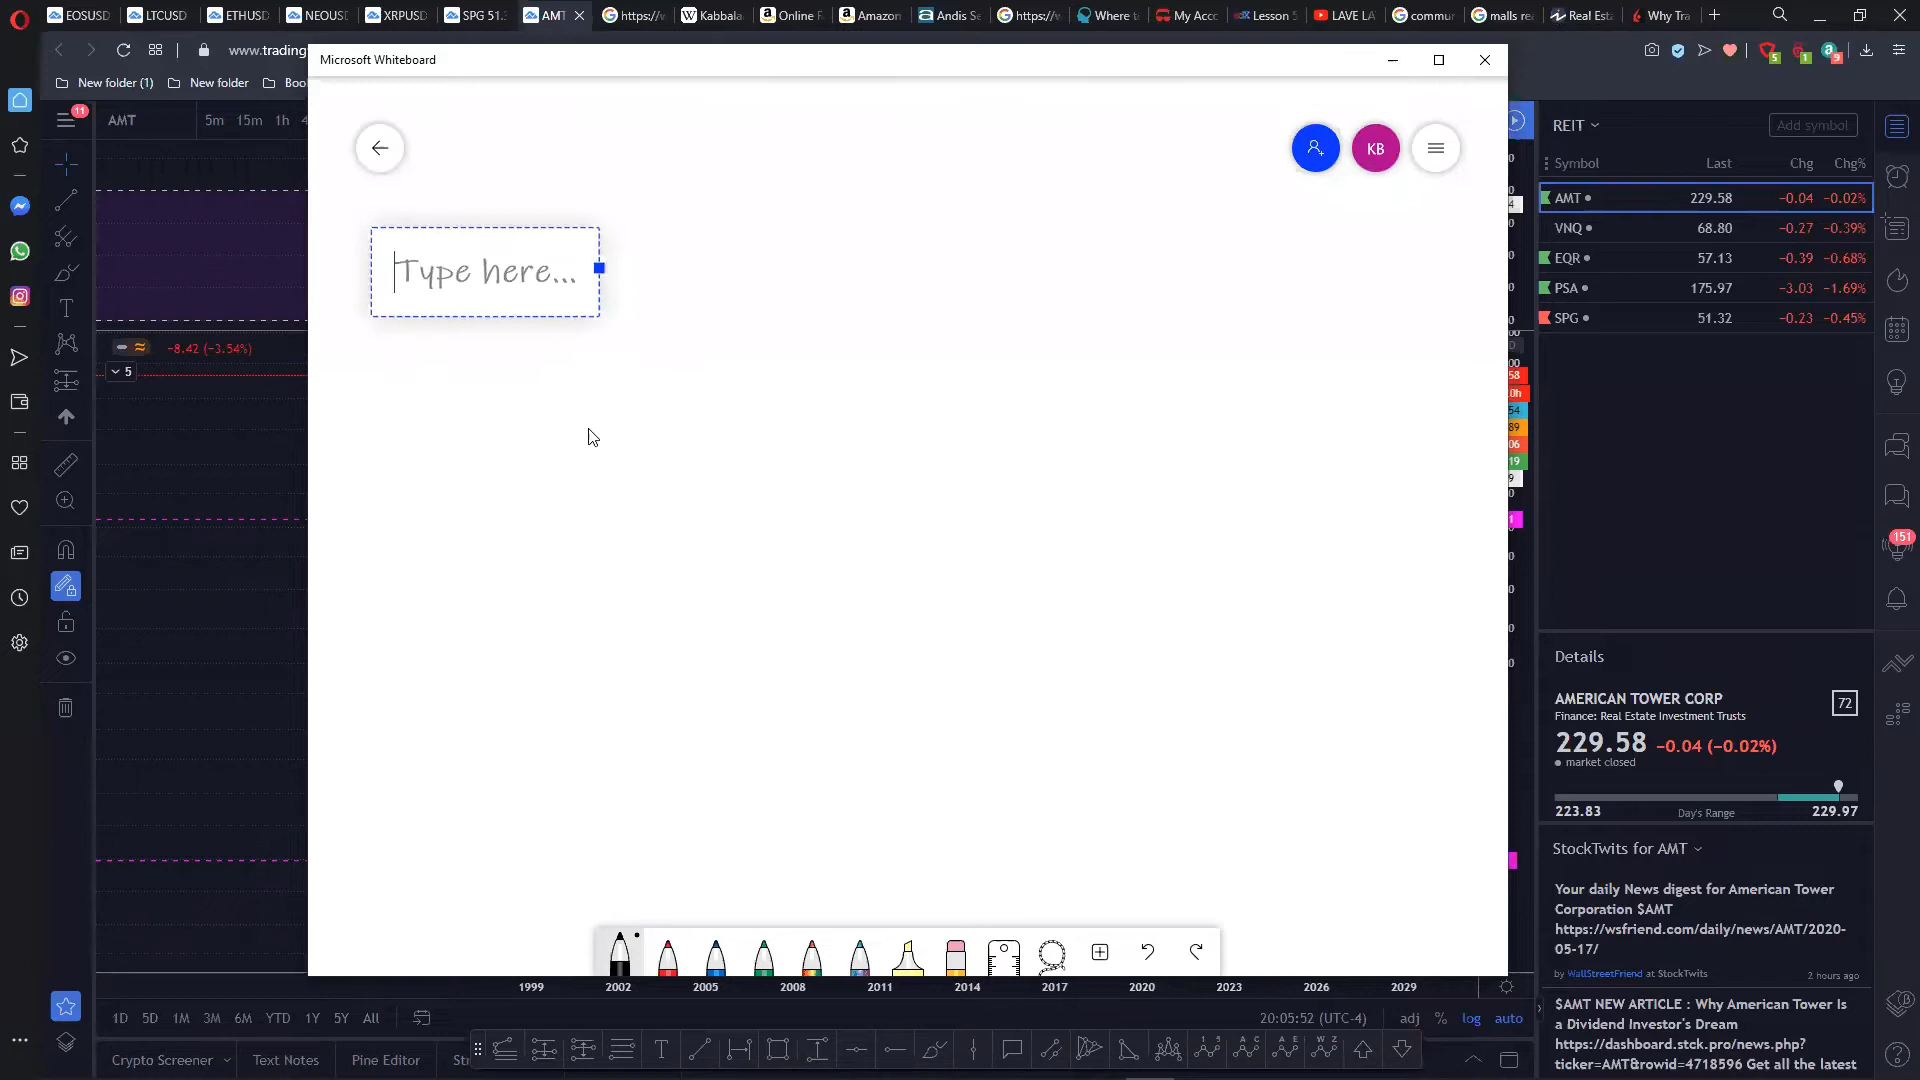 EOSUSD
LTCUSD
ETHUSD
NEOUS
XRPUSD
SPG 51.
AMT
https://
Kabbala
Online
Amazon
Andis Se
https://
Where t
My Acc
Lesson
LAVE LA
commu
malls re
Real Est
Why Tra
www.trading
New folder (1)
New folder
Boo
Microsoft Whiteboard
11
AMT
5m 15m 1h 4
KB
Type here...
−8.42 (−3.54%)
5
REIT
Add symbol
Symbol Last Chg Chg%
AMT 229.58 −0.04 −0.02%
VNQ 68.80 −0.27 −0.39%
EQR 57.13 −0.39 −0.68%
PSA 175.97 −3.03 −1.69%
SPG 51.32 −0.23 −0.45%
151
Details
AMERICAN TOWER CORP
72
Finance: Real Estate Investment Trusts
229.58 −0.04 (−0.02%)
market closed
223.83 Day's Range 229.97
StockTwits for AMT
Your daily News digest for American Tower
Corporation $AMT
https://wsfriend.com/daily/news/AMT/2020-
05-17/
by WallStreetFriend at StockTwits 2 hours ago
$AMT NEW ARTICLE : Why American Tower Is
a Dividend Investor's Dream
https://dashboard.stck.pro/news.php?
ticker=AMT&rowid=4718596 Get all the latest
1999 2002 2005 2008 2011 2014 2017 2020 2023 2026 2029
1D 5D 1M 3M 6M YTD 1Y 5Y All
20:05:52 (UTC-4) adj % log auto
Crypto Screener Text Notes Pine Editor Str